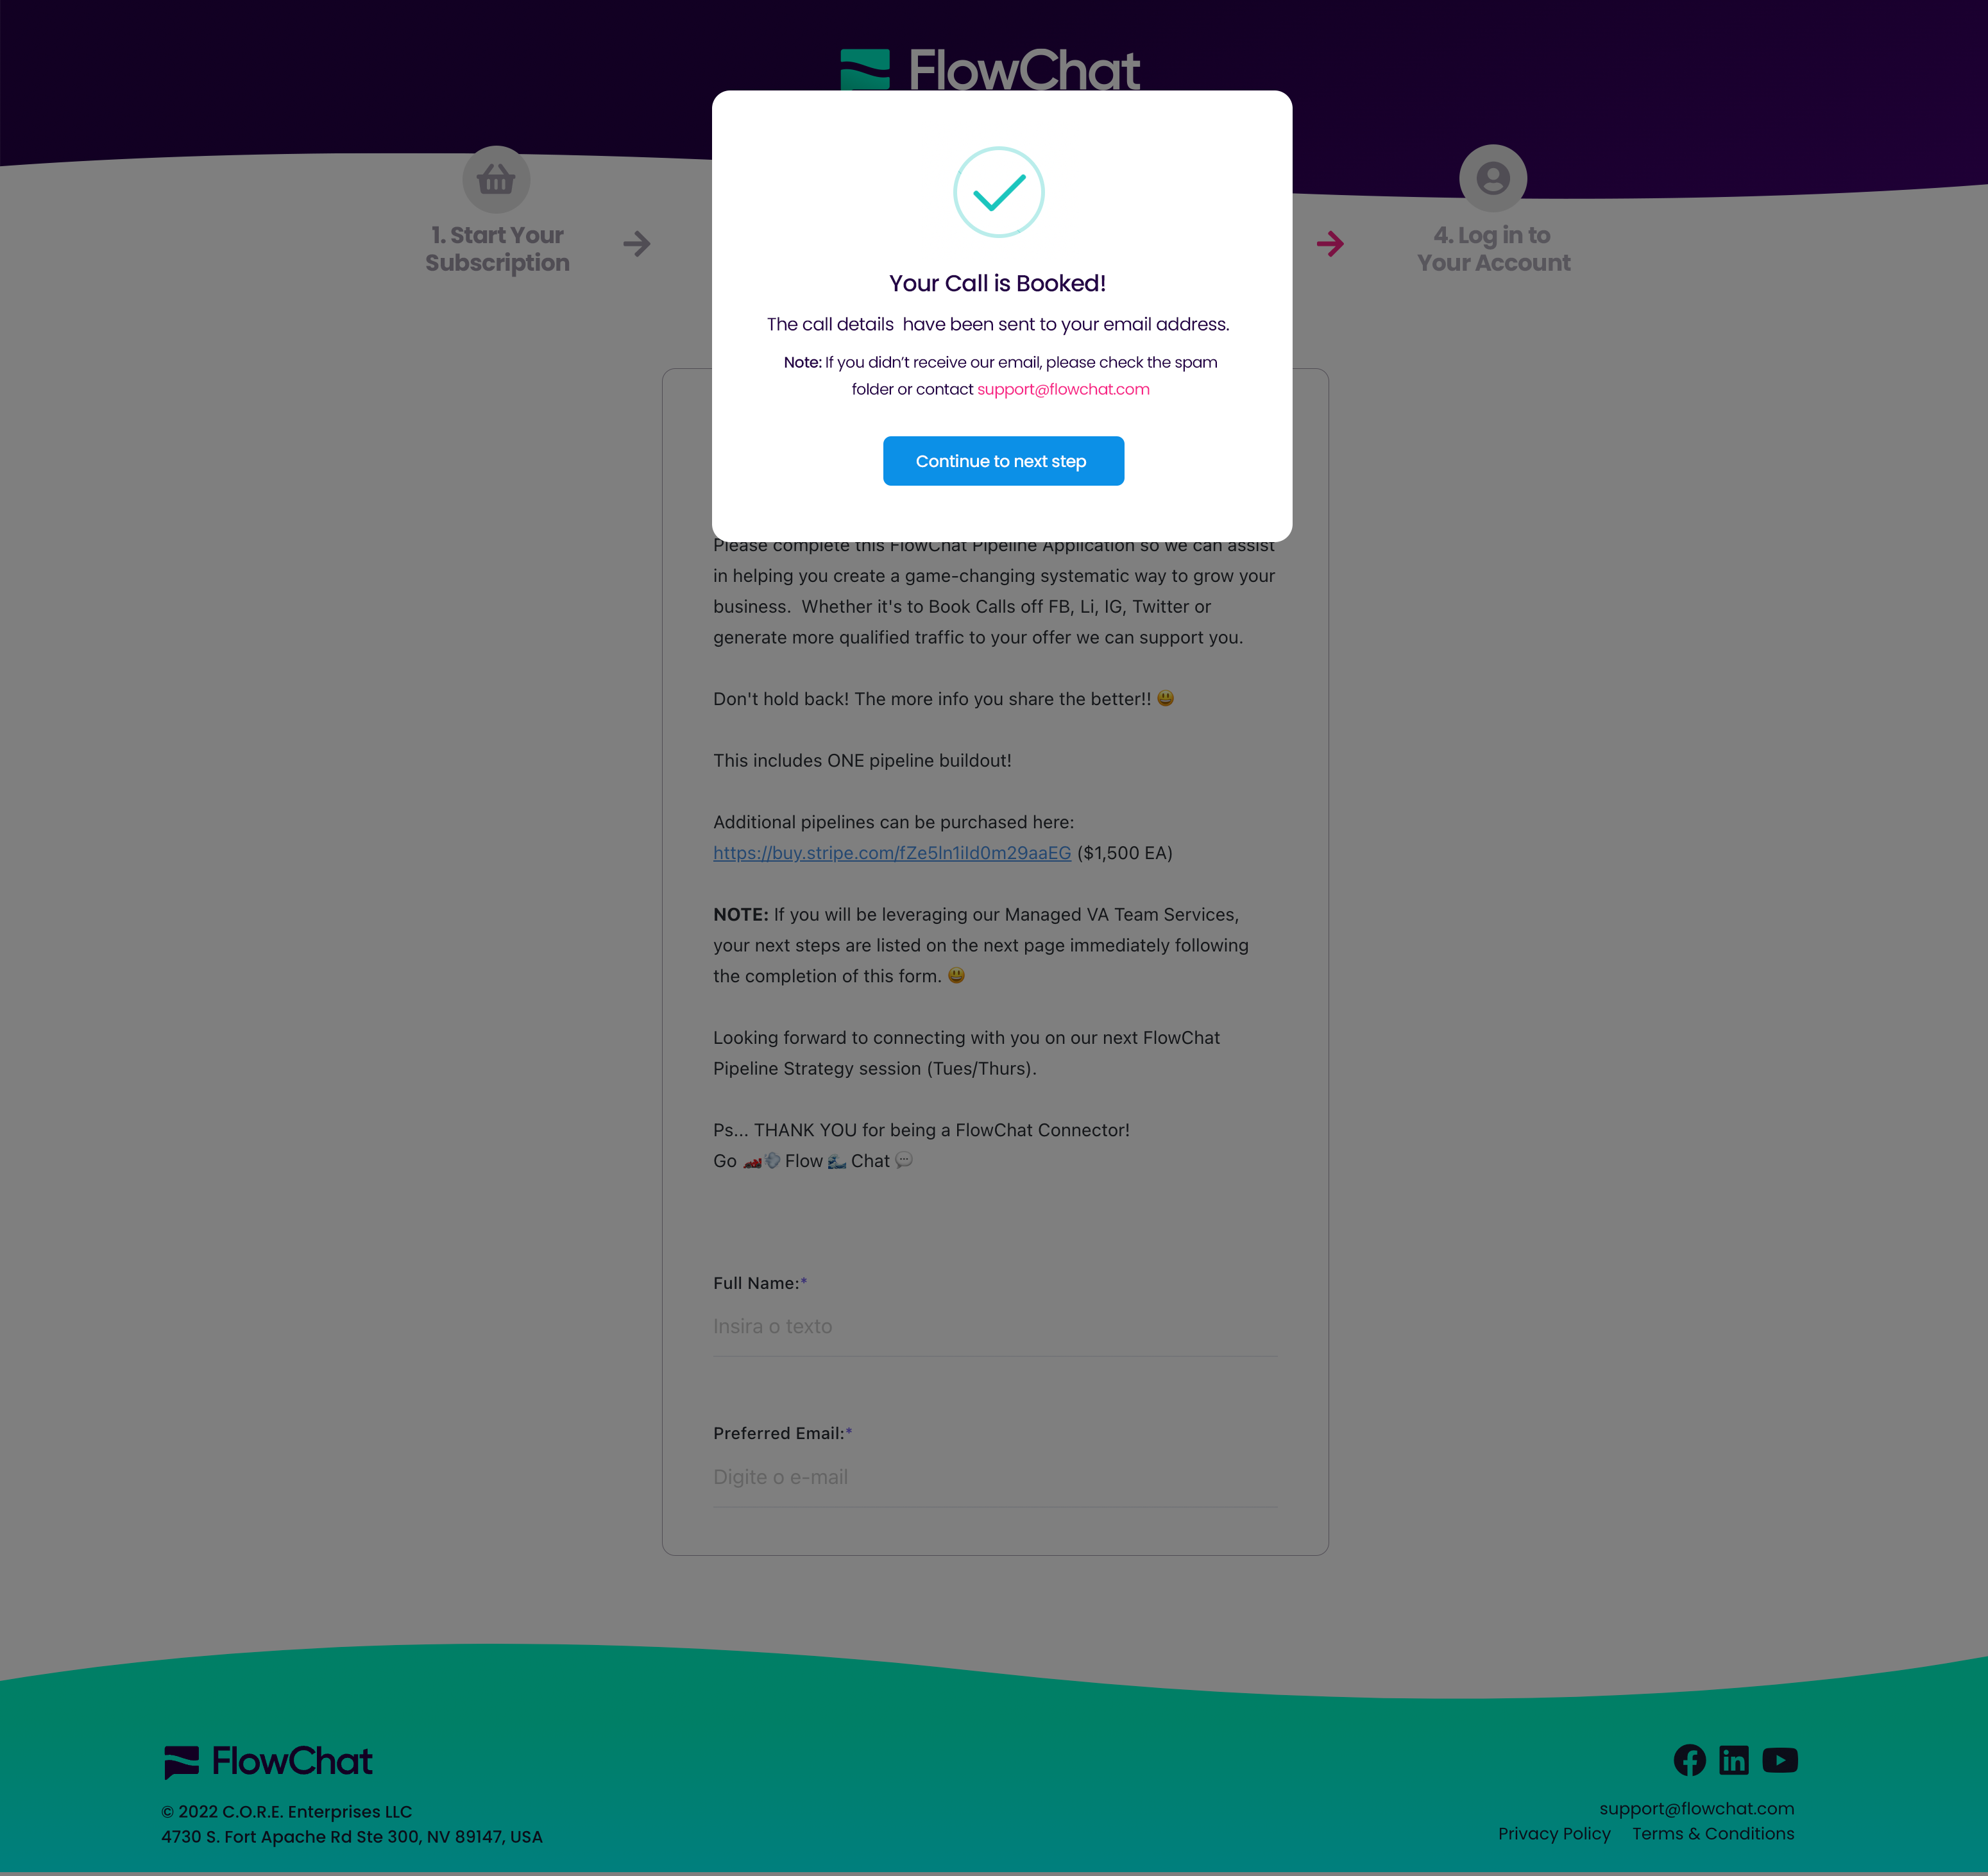 FlowChat
1. Start Your
Subscription
4. Log in to
Your Account
Your Call is Booked!
The call details  have been sent to your email address.
Note: If you didn’t receive our email, please check the spam
folder or contact support@flowchat.com
Continue to next step
Please complete this FlowChat Pipeline Application so we can assist
in helping you create a game-changing systematic way to grow your
business.  Whether it's to Book Calls off FB, Li, IG, Twitter or
generate more qualified traffic to your offer we can support you.
Don't hold back! The more info you share the better!! 😃
This includes ONE pipeline buildout!
Additional pipelines can be purchased here:
https://buy.stripe.com/fZe5ln1iId0m29aaEG ($1,500 EA)
NOTE: If you will be leveraging our Managed VA Team Services,
your next steps are listed on the next page immediately following
the completion of this form. 😃
Looking forward to connecting with you on our next FlowChat
Pipeline Strategy session (Tues/Thurs).
Ps... THANK YOU for being a FlowChat Connector!
Go 🏎💨 Flow 🌊 Chat 💬
Full Name:*
Insira o texto
Preferred Email:*
Digite o e-mail
FlowChat
© 2022 C.O.R.E. Enterprises LLC
4730 S. Fort Apache Rd Ste 300, NV 89147, USA
support@flowchat.com
Privacy Policy    Terms & Conditions